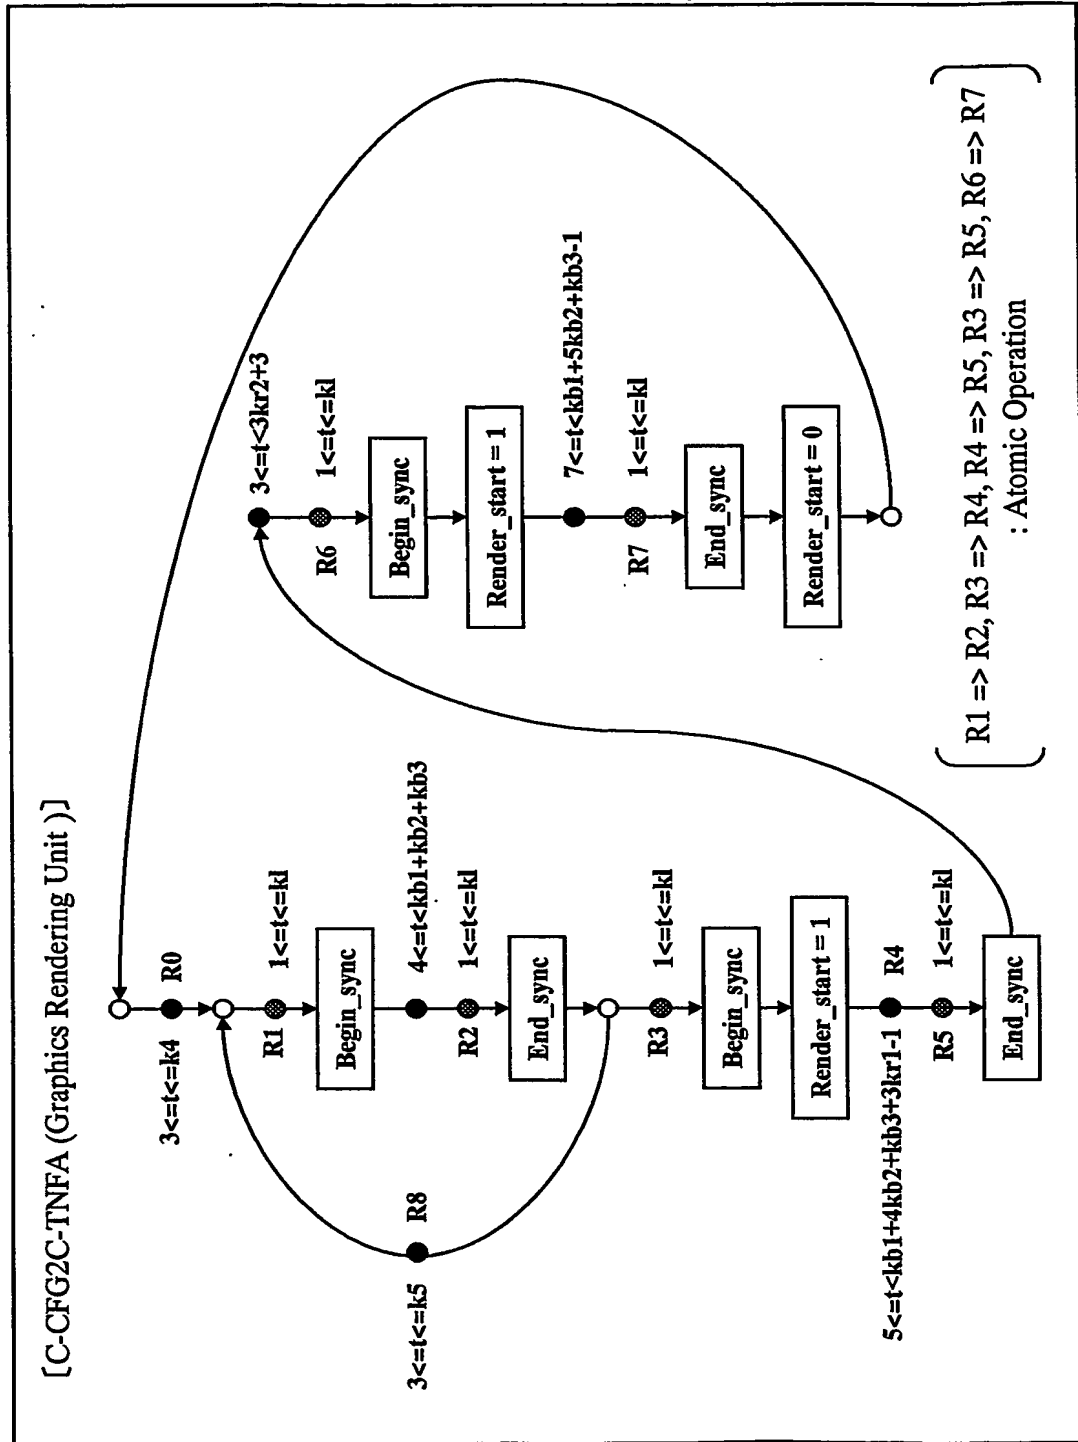 [C-CFG2C-TNFA (Graphics Rendering Unit )]
3<=t<=k4
R0
R1
1<=t<=kl
Begin_sync
4<=t<kb1+kb2+kb3
R2
1<=t<=kl
End_sync
3<=t<=k5
R8
R3
1<=t<=kl
Begin_sync
Render_start = 1
5<=t<kb1+4kb2+kb3+3kr1-1
R4
R5
1<=t<=kl
End_sync
3<=t<3kr2+3
R6
1<=t<=kl
Begin_sync
Render_start = 1
7<=t<kb1+5kb2+kb3-1
R7
1<=t<=kl
End_sync
Render_start = 0
R1 => R2, R3 => R4, R4 => R5, R3 => R5, R6 => R7
: Atomic Operation